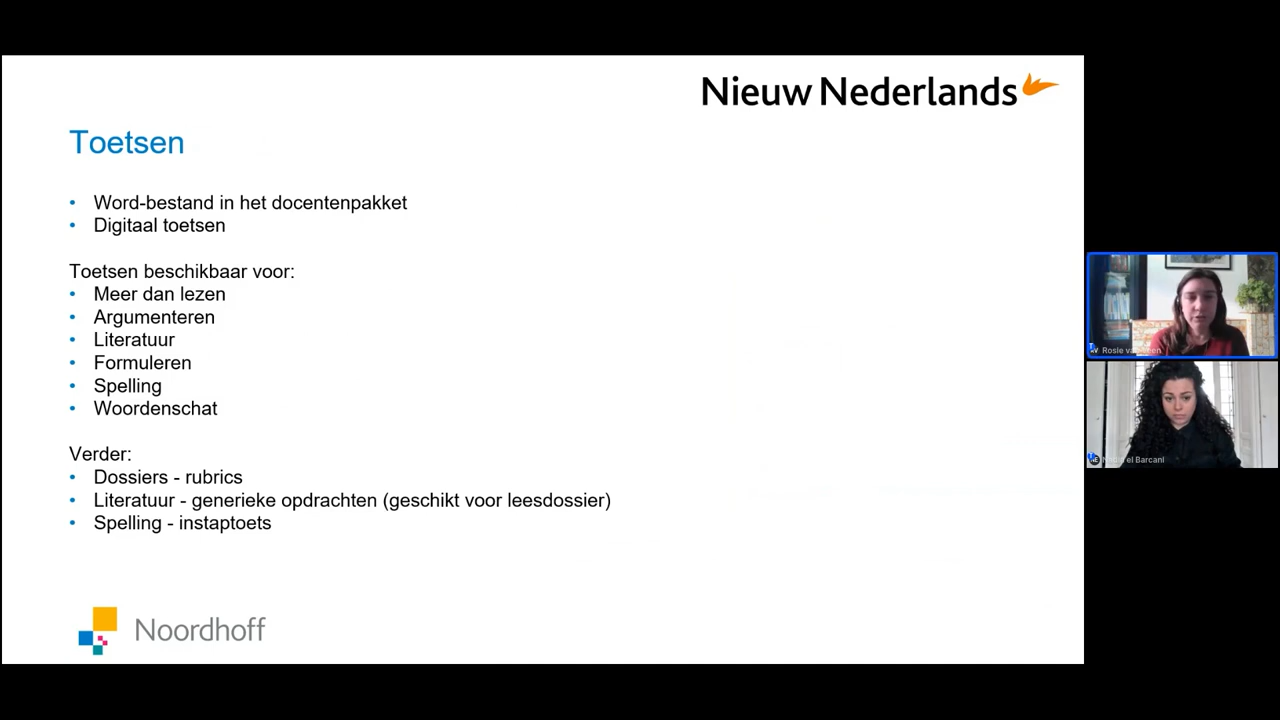 Nieuw Nederlands
Toetsen
• Word-bestand in het docentenpakket
• Digitaal toetsen
Toetsen beschikbaar voor:
• Meer dan lezen
• Argumenteren
• Literatuur
• Formuleren
• Spelling
• Woordenschat
Verder:
• Dossiers - rubrics
• Literatuur - generieke opdrachten (geschikt voor leesdossier)
• Spelling - instaptoets
Noordhoff
Rosie
el Barcani